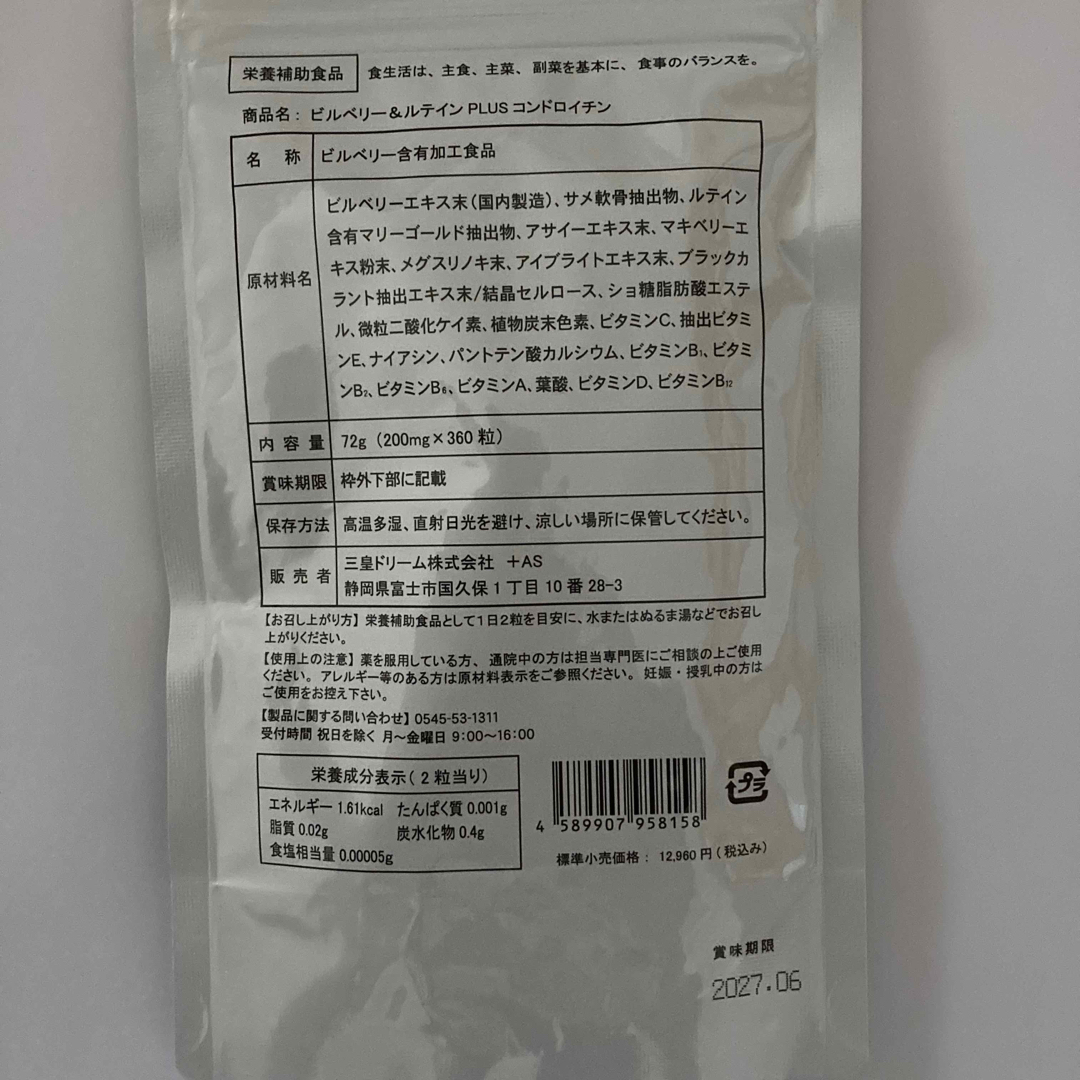 栄養補助食品 食生活は、主食、主菜、副菜を基本に、食事のバランスを。
商品名：ビルベリー&ルテイン PLUS コンドロイチン
名 称 ビルベリー含有加工食品
原材料名
ビルベリーエキス末(国内製造)、サメ軟骨抽出物、ルテイン
含有マリーゴールド抽出物、アサイーエキス末、マキベリーエ
キス粉末、メグスリノキ末、アイブライトエキス末、ブラックカ
ラント抽出エキス末/結晶セルロース、ショ糖脂肪酸エステ
ル、微粒二酸化ケイ素、植物炭末色素、ビタミンC、抽出ビタミ
ンE、ナイアシン、パントテン酸カルシウム、ビタミンB₁、ビタミ
ンB₂、ビタミンB₆、ビタミンA、葉酸、ビタミンD、ビタミンB₁₂
内容量 72g (200mg×360粒)
賞味期限 枠外下部に記載
保存方法 高温多湿、直射日光を避け、涼しい場所に保管してください。
販売者
三皇ドリーム株式会社 +AS
静岡県富士市国久保1丁目10番28-3
【お召し上がり方】栄養補助食品として1日2粒を目安に、水またはぬるま湯などでお召し
上がりください。
【使用上の注意】薬を服用している方、通院中の方は担当専門医にご相談の上ご使用
ください。アレルギー等のある方は原材料表示をご参照ください。妊娠・授乳中の方は
ご使用をお控え下さい。
【製品に関する問い合わせ】0545-53-1311
受付時間 祝日を除く 月～金曜日 9:00～16:00
栄養成分表示(2粒当り)
エネルギー 1.61kcal たんぱく質 0.001g
脂質 0.02g 炭水化物 0.4g
食塩相当量 0.00005g
4 589907 958158
プラ
標準小売価格：12,960円(税込み)
賞味期限
2027.06